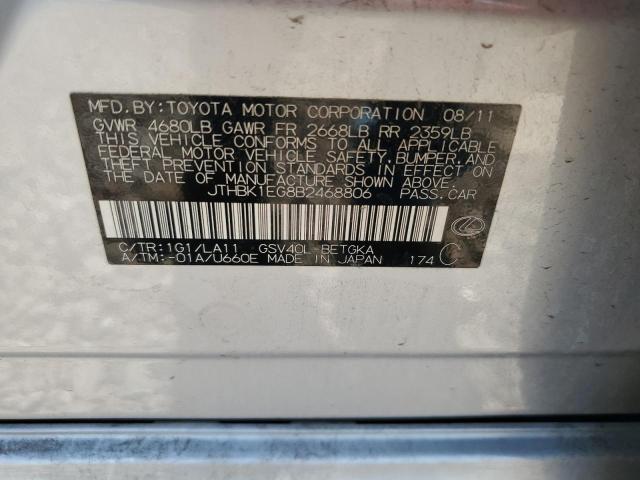 MFD. BY: TOYOTA MOTOR CORPORATION 08/11
GVWR 4680LB GAWR FR 2668LB RR 2359LB
THIS VEHICLE CONFORMS TO ALL APPLICABLE
FEDERAL MOTOR VEHICLE SAFETY, BUMPER, AND
THEFT PREVENTION STANDARDS IN EFFECT ON
THE DATE OF MANUFACTURE SHOWN ABOVE.
JTHBK1EG8B2468806 PASS. CAR
C/TR:1G1/LA11 GSV40L-BETGKA
A/TM:-01A/U660E MADE IN JAPAN 174 C